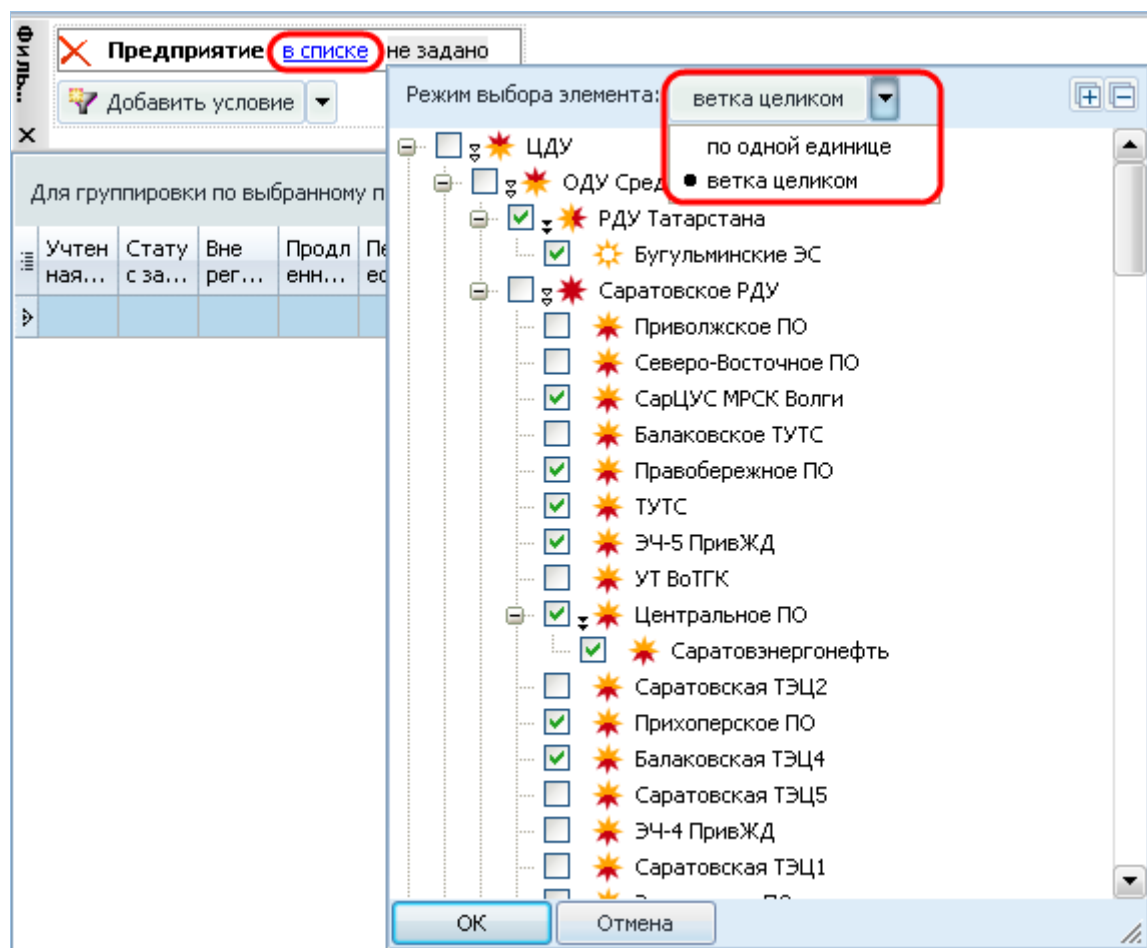 Филь...
Предприятие в списке не задано
Добавить условие
Режим выбора элемента: ветка целиком
по одной единице
ветка целиком
Для группировки по выбранному п
Учтен ная... Стату с за... Вне рег... Продл енн... Пе ес
ЦДУ
ОДУ Сред
РДУ Татарстана
Бугульминские ЭС
Саратовское РДУ
Приволжское ПО
Северо-Восточное ПО
СарЦУС МРСК Волги
Балаковское ТУТС
Правобережное ПО
ТУТС
ЭЧ-5 ПривЖД
УТ ВоТГК
Центральное ПО
Саратовэнергонефть
Саратовская ТЭЦ2
Прихоперское ПО
Балаковская ТЭЦ4
Саратовская ТЭЦ5
ЭЧ-4 ПривЖД
Саратовская ТЭЦ1
ОК Отмена